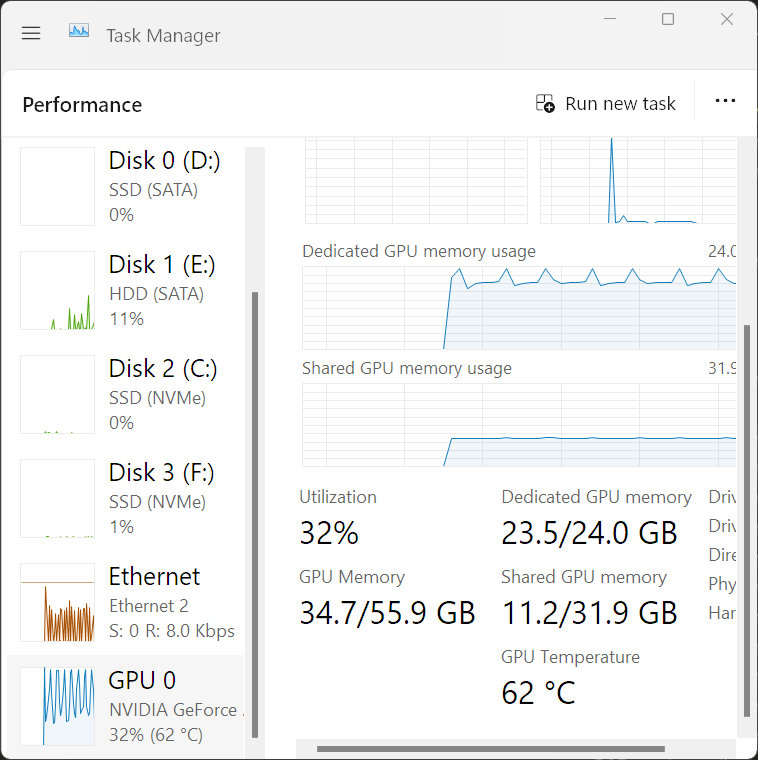 Task Manager
Performance
Run new task
Disk 0 (D:)
SSD (SATA)
0%
Disk 1 (E:)
HDD (SATA)
11%
Disk 2 (C:)
SSD (NVMe)
0%
Disk 3 (F:)
SSD (NVMe)
1%
Ethernet
Ethernet 2
S: 0 R: 8.0 Kbps
GPU 0
NVIDIA GeForce .
32% (62 °C)
Dedicated GPU memory usage 24.0
Shared GPU memory usage 31.9
Utilization
32%
Dedicated GPU memory
23.5/24.0 GB
GPU Memory
34.7/55.9 GB
Shared GPU memory
11.2/31.9 GB
GPU Temperature
62 °C
Driv
Driv
Dire
Phy
Har